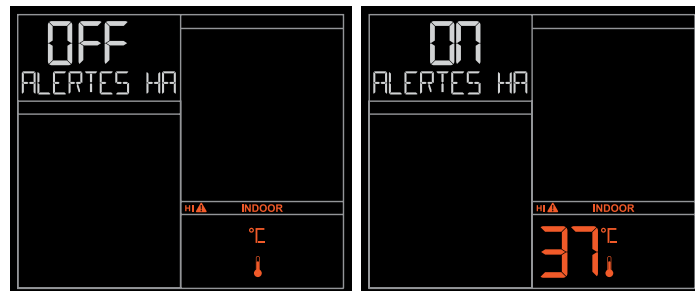 OFF
ALERTES HA
HI INDOOR
°C
ON
ALERTES HA
HI INDOOR
37°C